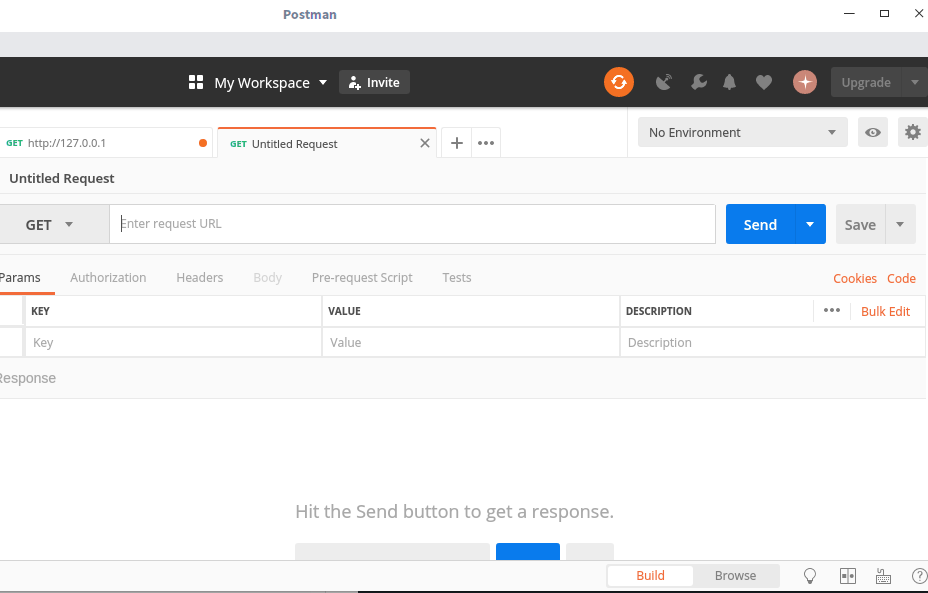 Postman
My Workspace Invite Upgrade
GET http://127.0.0.1 GET Untitled Request No Environment
Untitled Request
GET Enter request URL Send Save
Params Authorization Headers Body Pre-request Script Tests Cookies Code
KEY VALUE DESCRIPTION Bulk Edit
Key Value Description
Response
Hit the Send button to get a response.
Build Browse